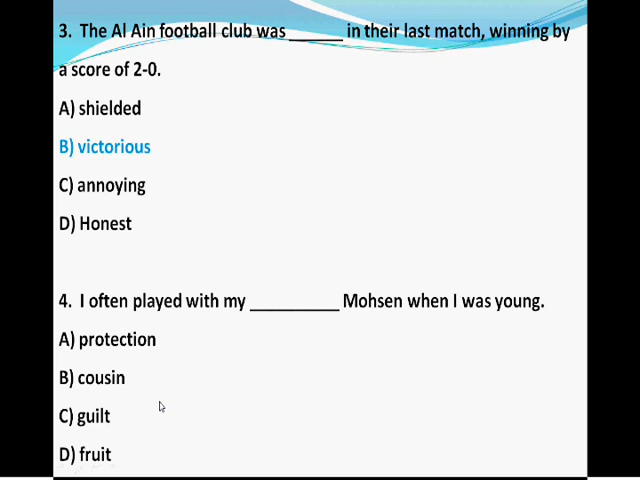 3. The Al Ain football club was ______ in their last match, winning by
a score of 2-0.
A) shielded
B) victorious
C) annoying
D) Honest
4. I often played with my __________ Mohsen when I was young.
A) protection
B) cousin
C) guilt
D) fruit